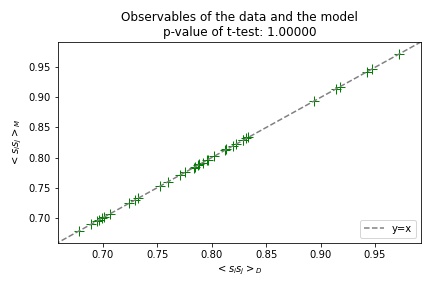 Observables of the data and the model
p-value of t-test: 1.00000
< s_i s_j >_M
0.95
0.90
0.85
0.80
0.75
0.70
y=x
0.70 0.75 0.80 0.85 0.90 0.95
< s_i s_j >_D